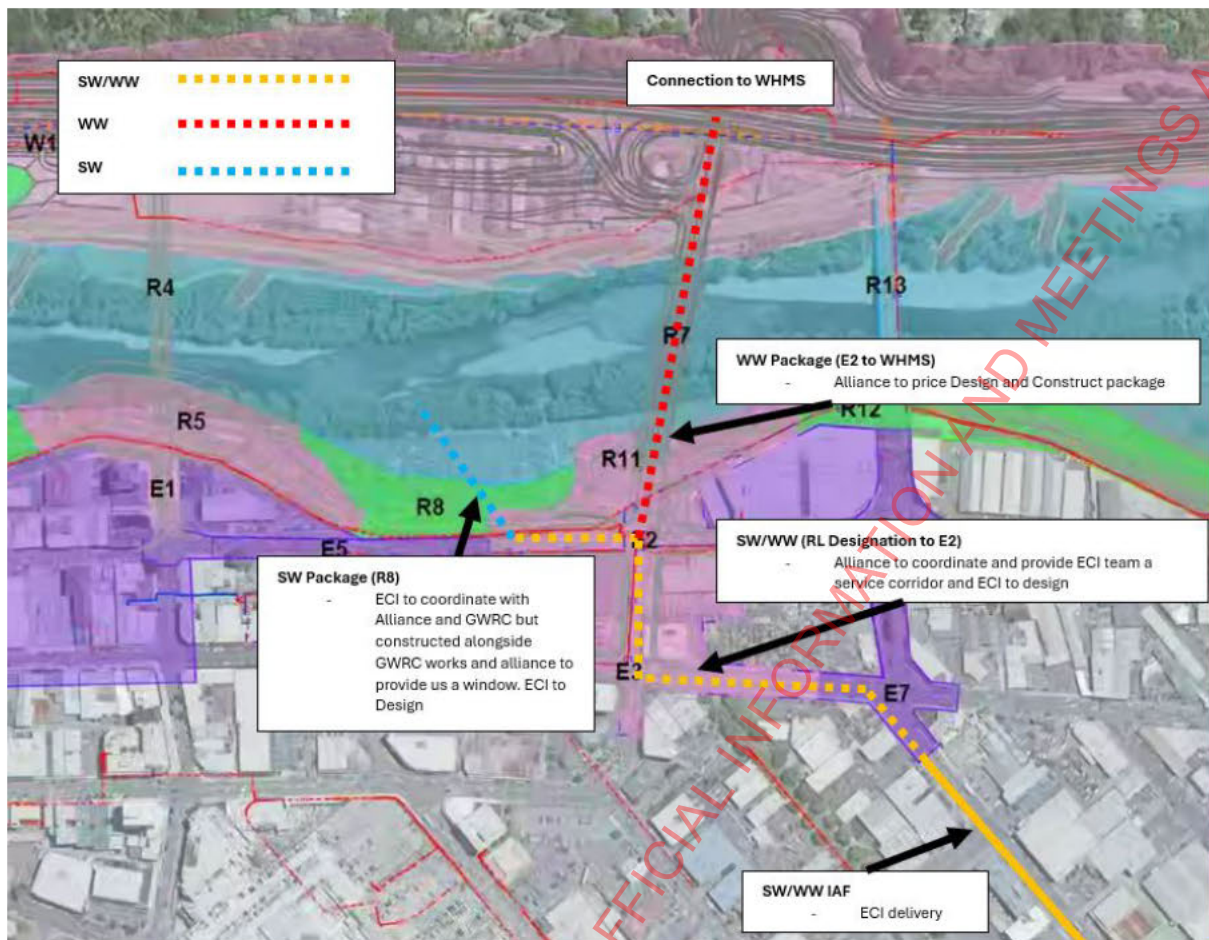 SW/WW
WW
SW
Connection to WHMS
W1
R4
R13
R7
WW Package (E2 to WHMS)
- Alliance to price Design and Construct package
R12
R5
R11
E1
R8
E2
E5
SW/WW (RL Designation to E2)
- Alliance to coordinate and provide ECI team a
service corridor and ECI to design
SW Package (R8)
- ECI to coordinate with
Alliance and GWRC but
constructed alongside
GWRC works and alliance to
provide us a window. ECI to
Design
E3
E7
SW/WW IAF
- ECI delivery
OFFICIAL INFORMATION AND MEETINGS A